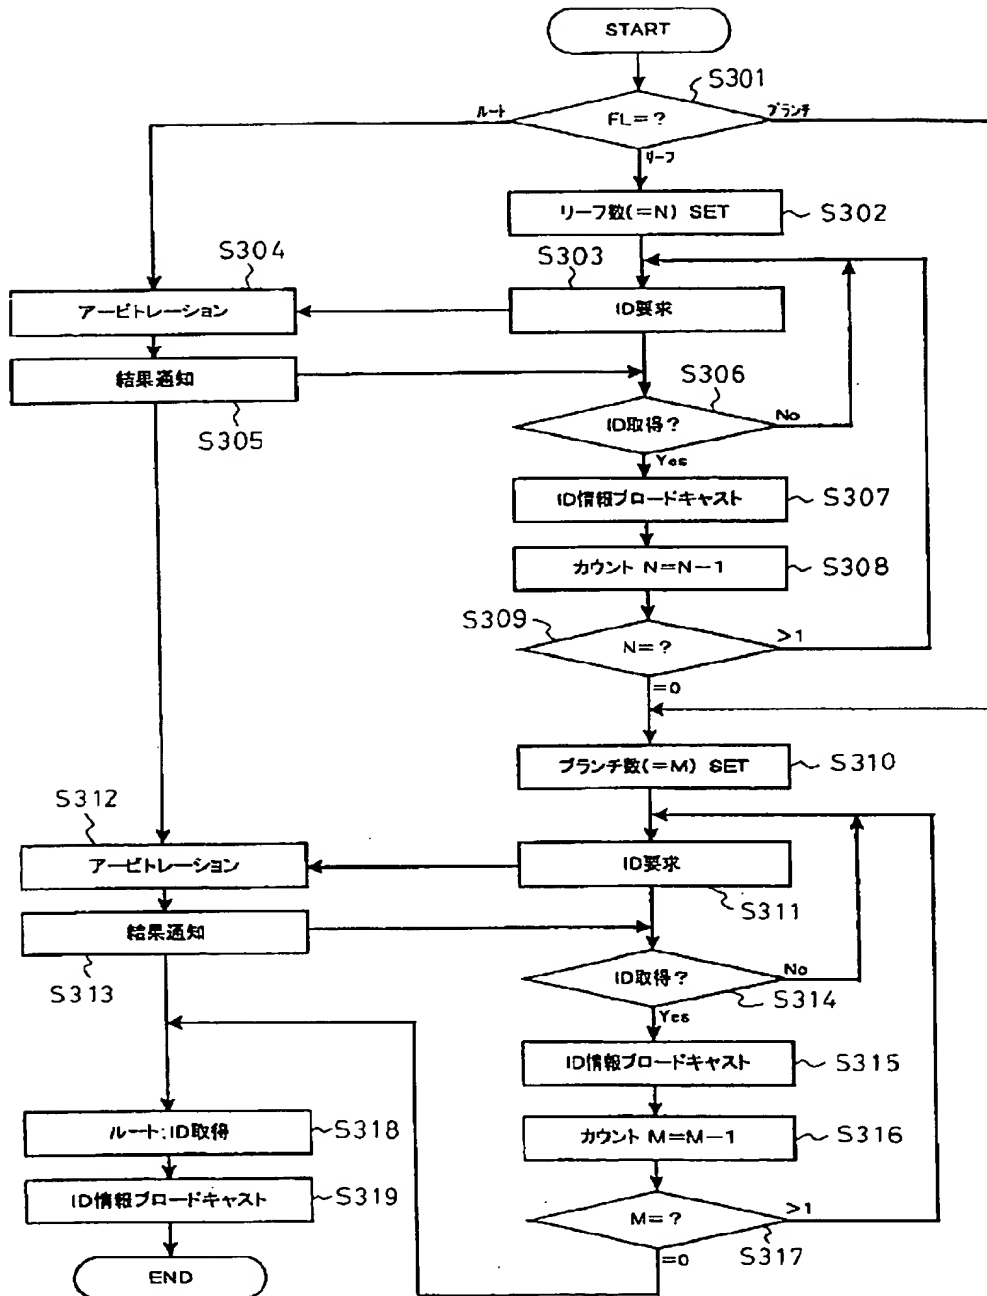 START
S301
ルート
FL=?
ブランチ
リーフ
リーフ数(=N) SET
S302
S304
S303
アービトレーション
ID要求
結果通知
S305
S306
ID取得?
No
Yes
ID情報ブロードキャスト
S307
カウント N=N-1
S308
S309
N=?
>1
=0
ブランチ数(=M) SET
S310
S312
アービトレーション
ID要求
S311
結果通知
S313
ID取得?
No
S314
Yes
ID情報ブロードキャスト
S315
ルート:ID取得
S318
カウント M=M-1
S316
ID情報ブロードキャスト
S319
M=?
>1
S317
=0
END